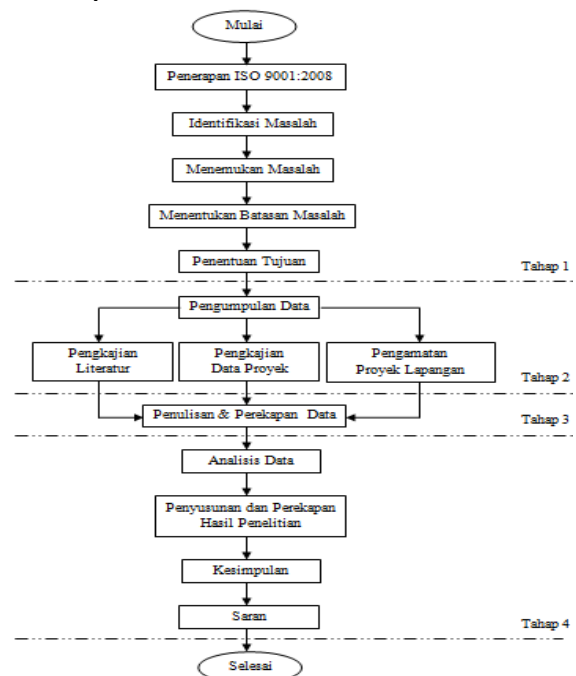 Mulai
Penerapan ISO 9001:2008
Identifikasi Masalah
Menemukan Masalah
Menentukan Batasan Masalah
Penentuan Tujuan
Tahap 1
Pengumpulan Data
Pengkajian
Literatur
Pengkajian
Data Proyek
Pengamatan
Proyek Lapangan
Tahap 2
Penulisan & Perekapan Data
Tahap 3
Analisis Data
Penyusunan dan Perekapan
Hasil Penelitian
Kesimpulan
Saran
Tahap 4
Selesai